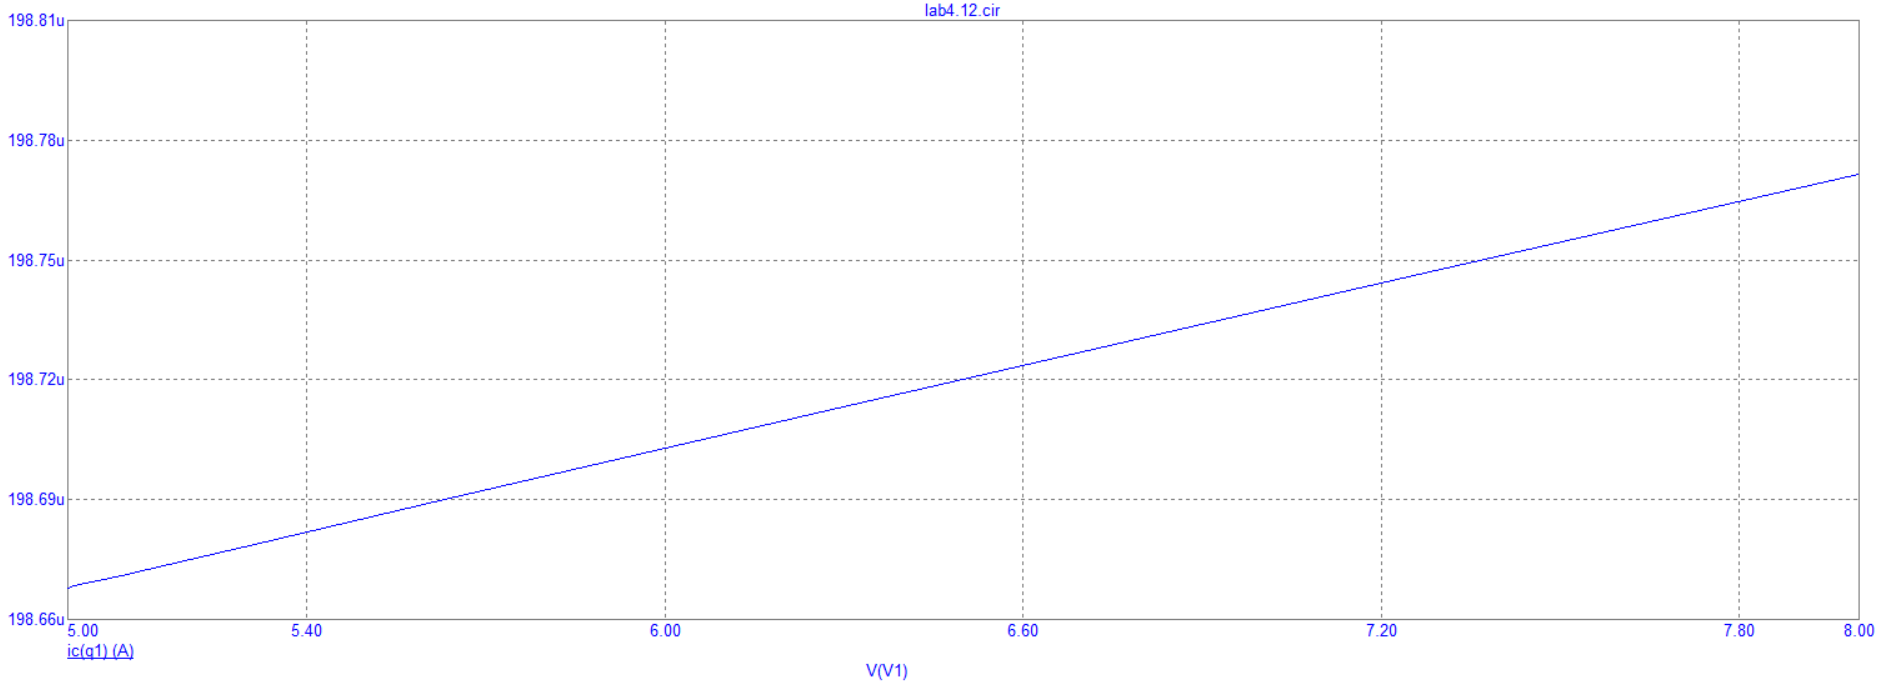 lab4.12.cir
198.81u
198.78u
198.75u
198.72u
198.69u
198.66u
5.00 5.40 6.00 6.60 7.20 7.80 8.00
ic(q1) (A)
V(V1)